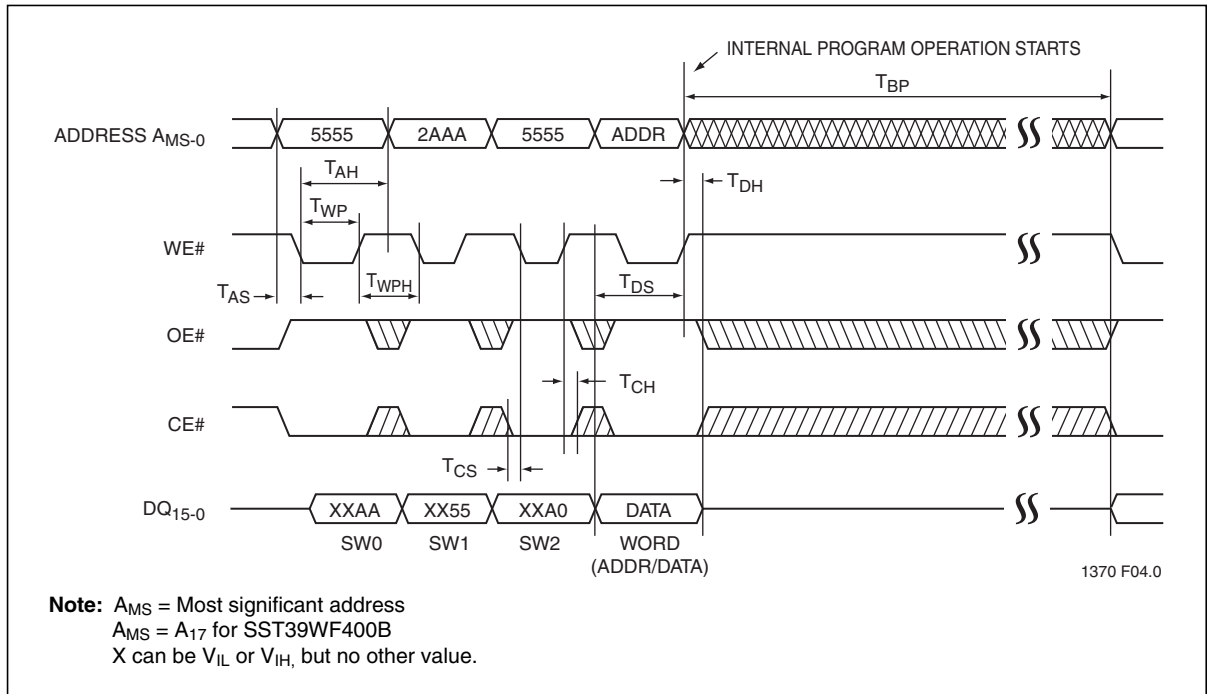 INTERNAL PROGRAM OPERATION STARTS
TBP
ADDRESS AMS-0
5555
2AAA
5555
ADDR
TAH
TDH
TWP
WE#
TWPH
TDS
TAS
OE#
TCH
CE#
TCS
DQ15-0
XXAA
XX55
XXA0
DATA
SW0
SW1
SW2
WORD
(ADDR/DATA)
1370 F04.0
Note: AMS = Most significant address
AMS = A17 for SST39WF400B
X can be VIL or VIH, but no other value.